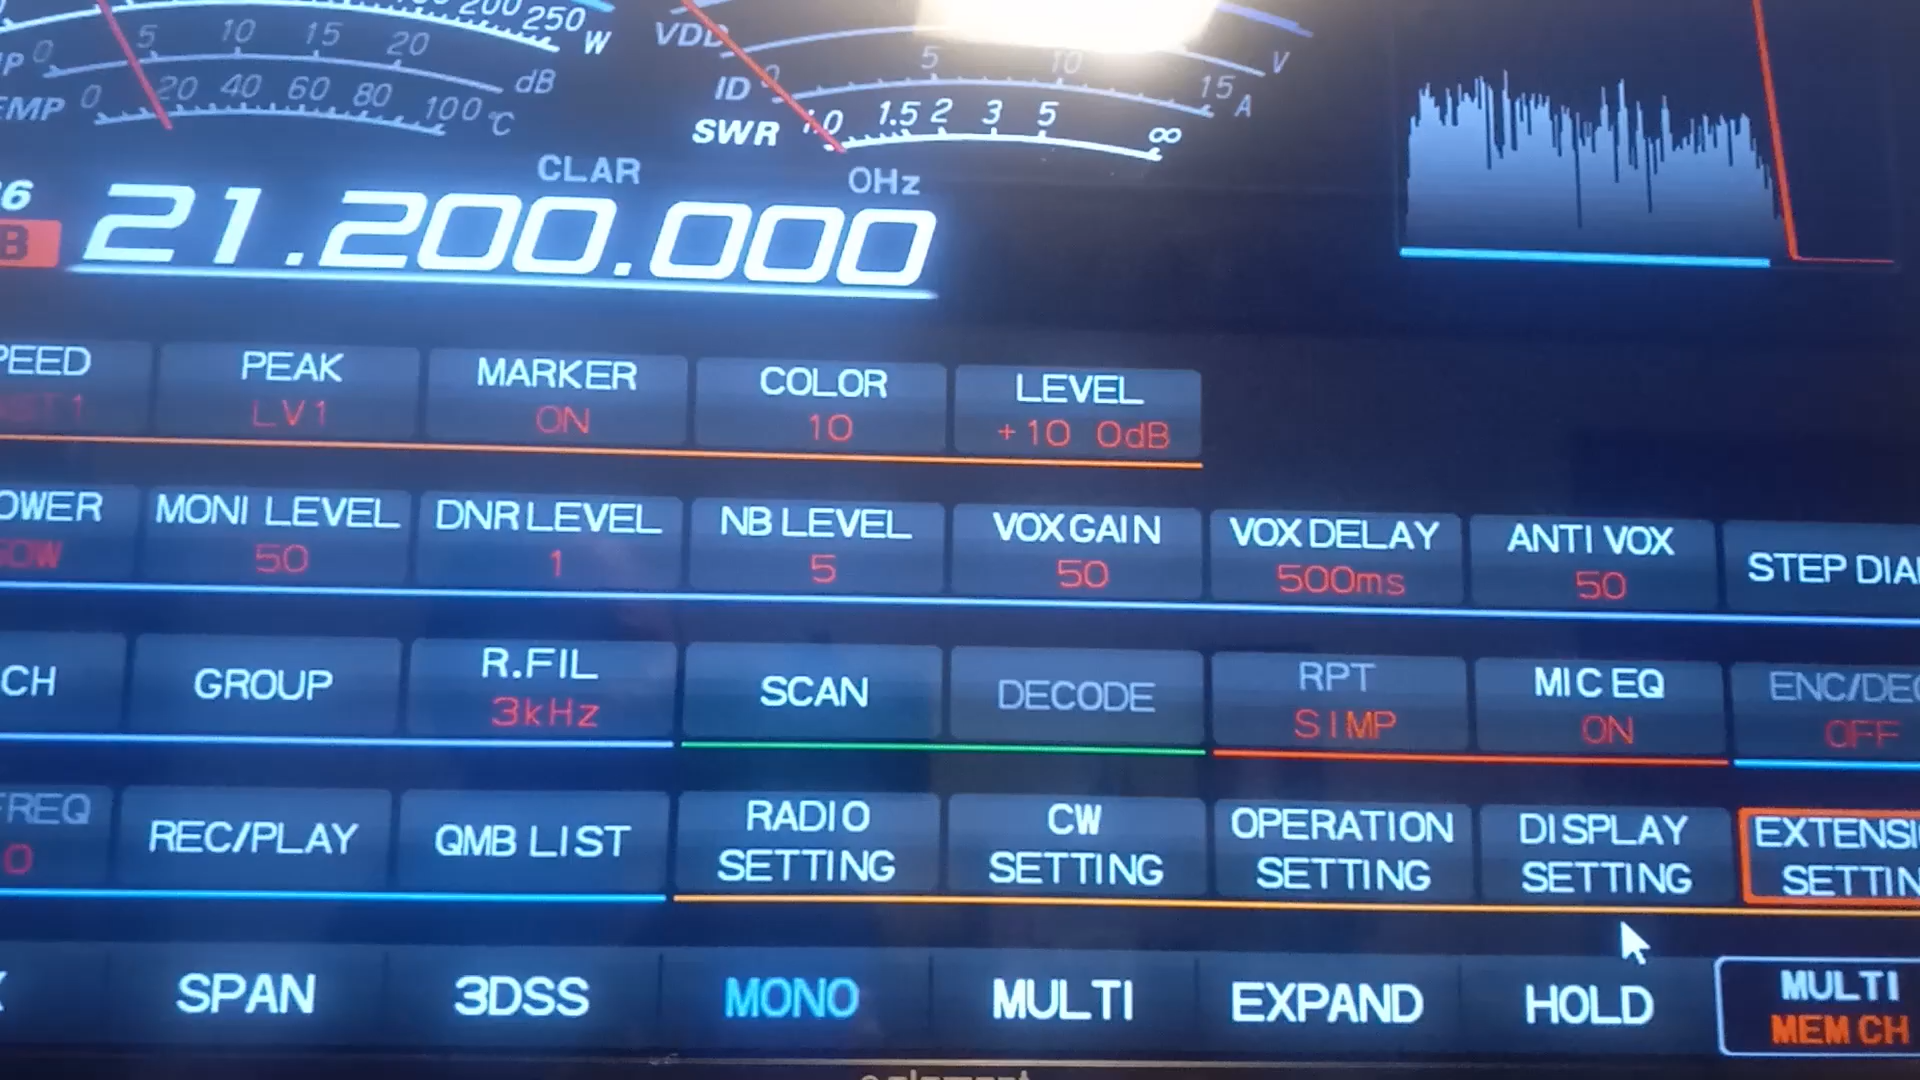 200 250 W
0 5 10 15 20 dB
0 20 40 60 80 100 °C
VDD V
ID 0 5 10 15 A
SWR 1.0 1.5 2 3 5 ∞
CLAR 0Hz
21.200.000
PEAK MARKER COLOR LEVEL
LV1 ON 10 +10 0dB
MONI LEVEL DNR LEVEL NB LEVEL VOX GAIN VOX DELAY ANTI VOX STEP DIAL
50 1 5 50 500ms 50
CH GROUP R.FIL SCAN DECODE RPT MIC EQ ENC/DEC
3kHz SIMP ON OFF
FREQ REC/PLAY QMB LIST RADIO SETTING CW SETTING OPERATION SETTING DISPLAY SETTING EXTENSI SETTIN
0
SPAN 3DSS MONO MULTI EXPAND HOLD MULTI
MEM CH